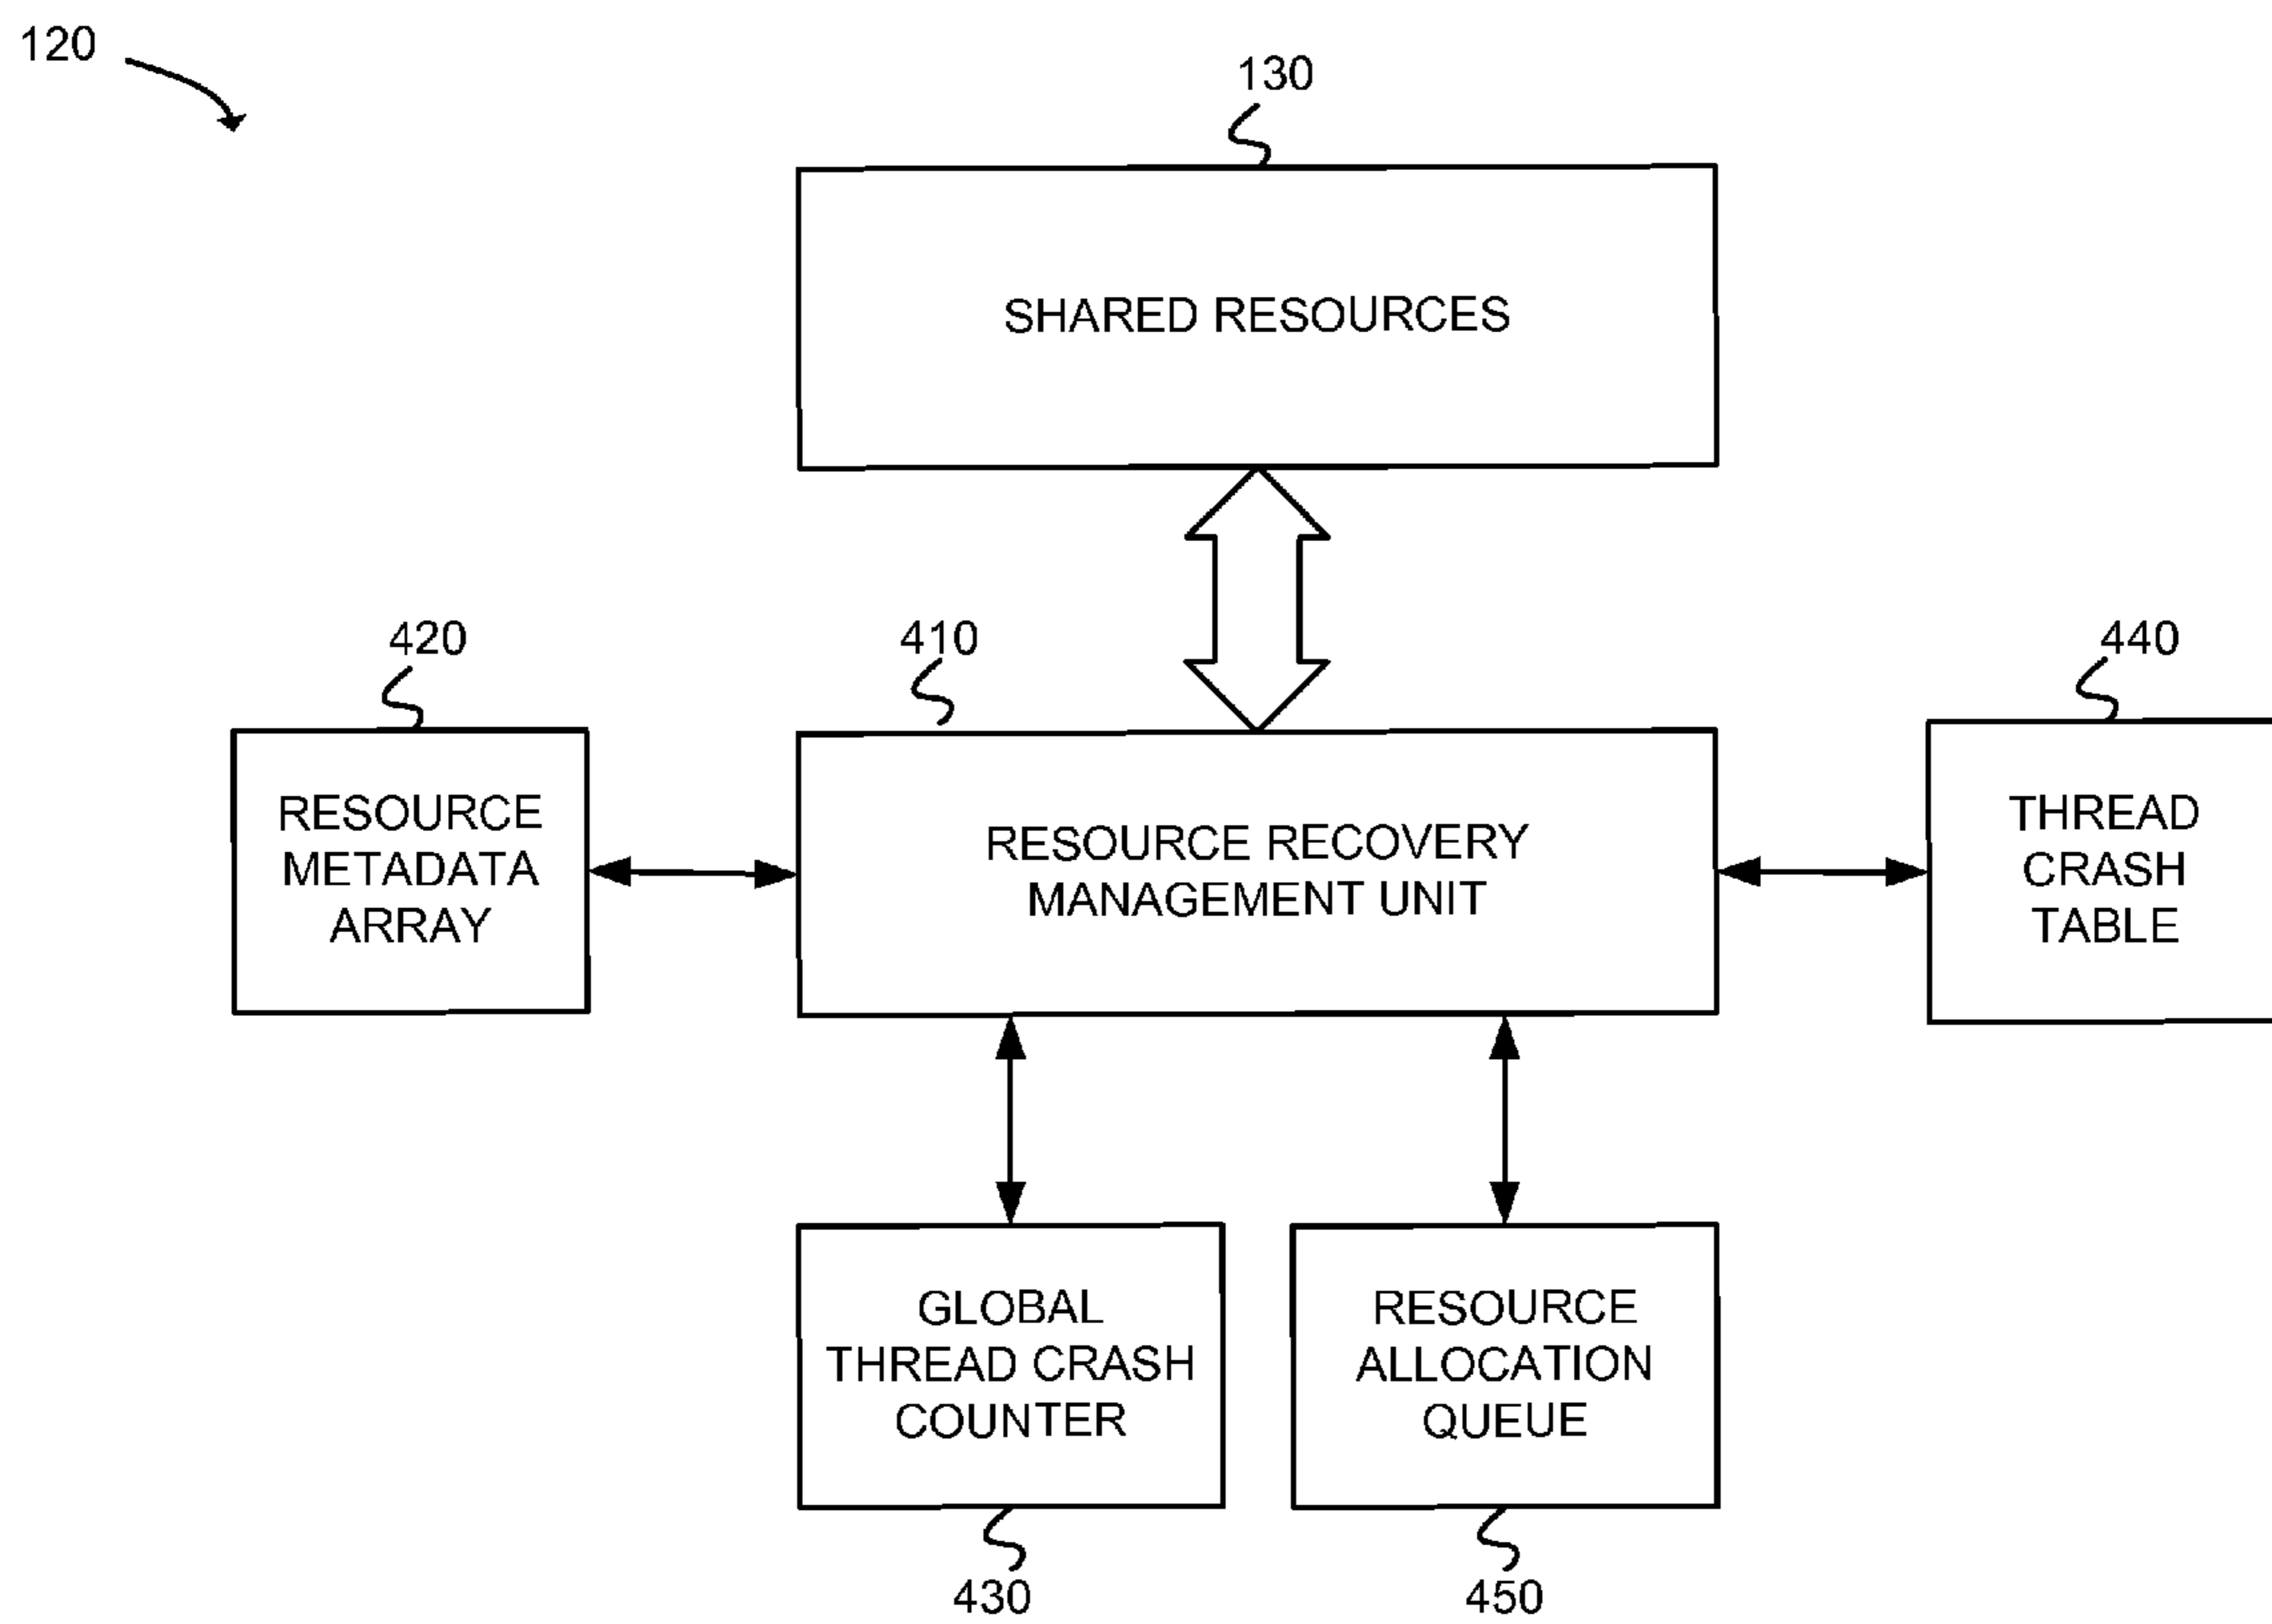 120
130
SHARED RESOURCES
420
410
440
RESOURCE
METADATA
ARRAY
RESOURCE RECOVERY
MANAGEMENT UNIT
THREAD
CRASH
TABLE
GLOBAL
THREAD CRASH
COUNTER
RESOURCE
ALLOCATION
QUEUE
430
450